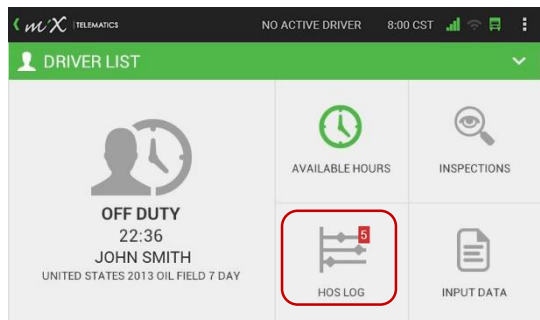 miX TELEMATICS NO ACTIVE DRIVER 8:00 CST
DRIVER LIST
AVAILABLE HOURS
INSPECTIONS
OFF DUTY
22:36
JOHN SMITH
UNITED STATES 2013 OIL FIELD 7 DAY
5
HOS LOG
INPUT DATA